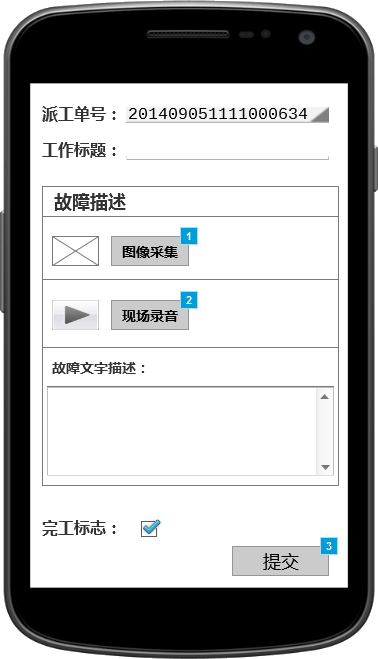 派工单号： 201409051111000634
工作标题：
故障描述
图像采集 1
现场录音 2
故障文字描述：
完工标志：
提交 3